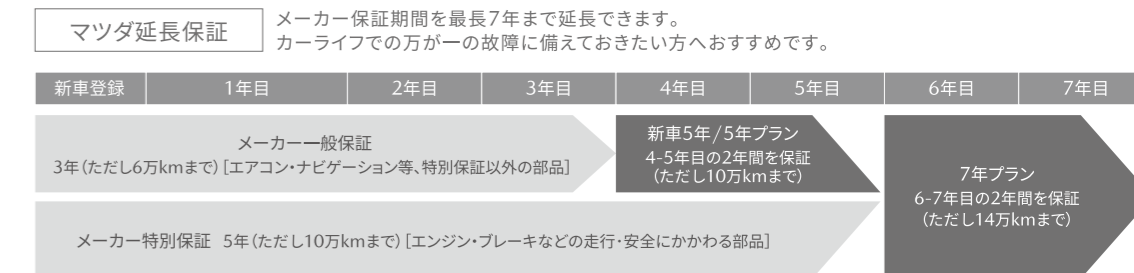 マツダ延長保証
メーカー保証期間を最長7年まで延長できます。
カーライフでの万が一の故障に備えておきたい方へおすすめです。
新車登録 1年目 2年目 3年目 4年目 5年目 6年目 7年目
メーカー一般保証
3年(ただし6万kmまで)[エアコン・ナビゲーション等、特別保証以外の部品]
新車5年/5年プラン
4-5年目の2年間を保証
(ただし10万kmまで)
7年プラン
6-7年目の2年間を保証
(ただし14万kmまで)
メーカー特別保証 5年(ただし10万kmまで)[エンジン・ブレーキなどの走行・安全にかかわる部品]